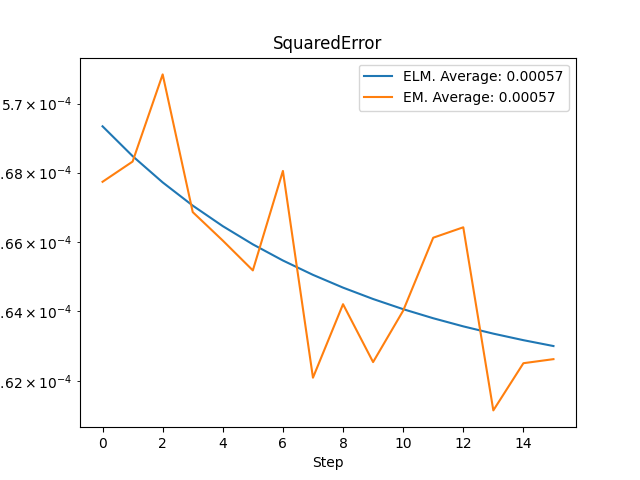 SquaredError
ELM. Average: 0.00057
EM. Average: 0.00057
5.7 × 10⁻⁴
.68 × 10⁻⁴
.66 × 10⁻⁴
.64 × 10⁻⁴
.62 × 10⁻⁴
0 2 4 6 8 10 12 14
Step